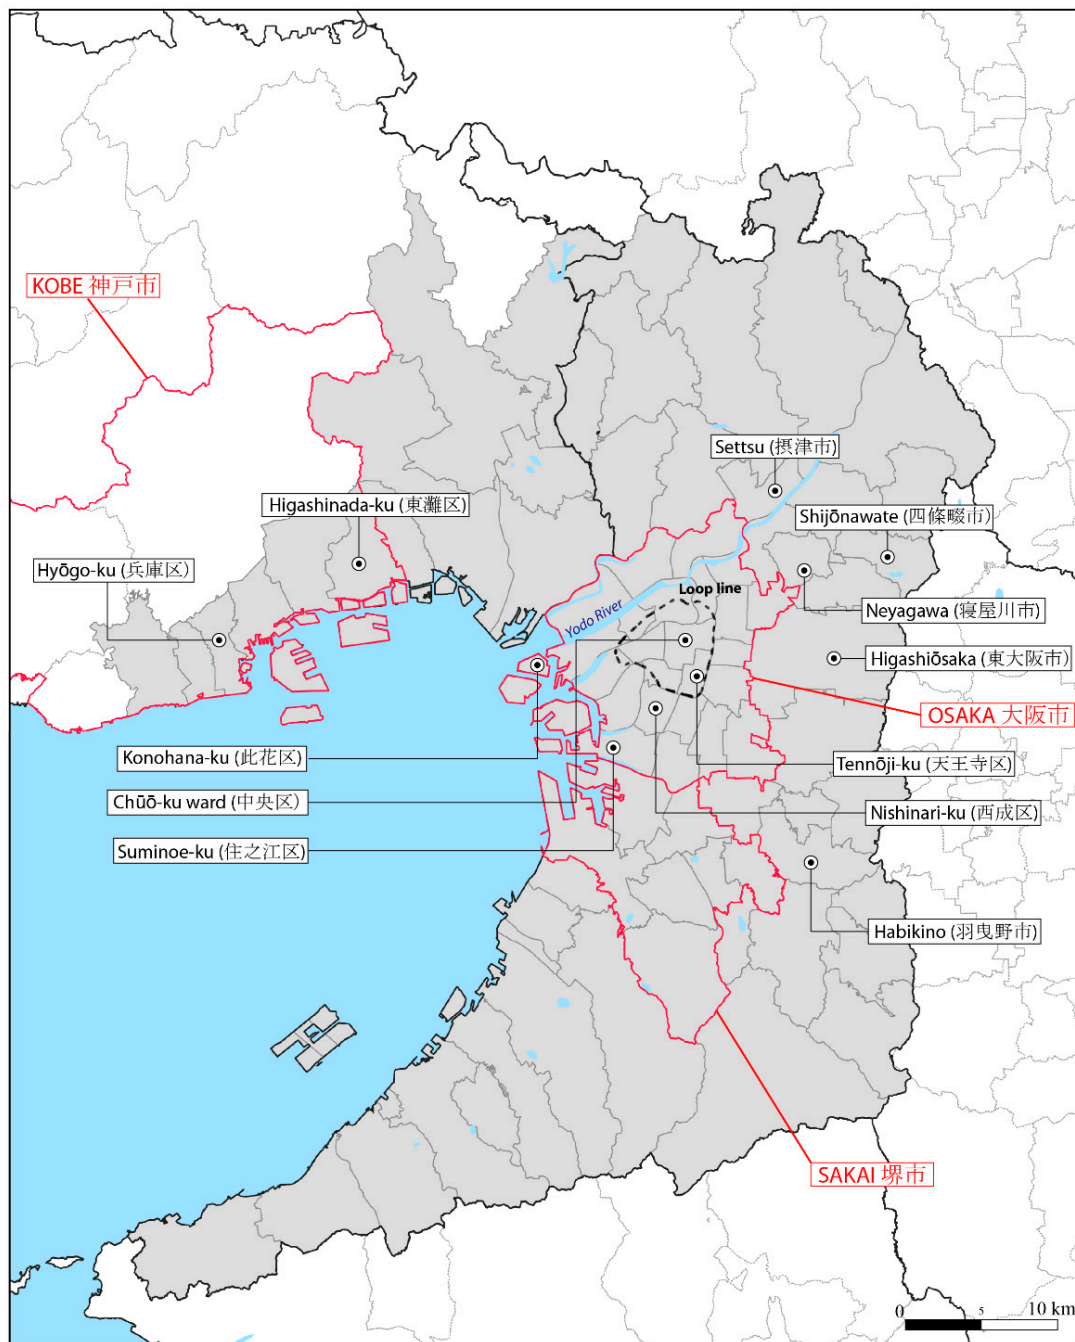 KOBE 神戸市
Settsu (摂津市)
Higashinada-ku (東灘区)
Shijōnawate (四條畷市)
Hyōgo-ku (兵庫区)
Loop line
Yodo River
Neyagawa (寝屋川市)
Higashiōsaka (東大阪市)
OSAKA 大阪市
Konohana-ku (此花区)
Tennōji-ku (天王寺区)
Chūō-ku ward (中央区)
Nishinari-ku (西成区)
Suminoe-ku (住之江区)
Habikino (羽曳野市)
SAKAI 堺市
0 5 10 km